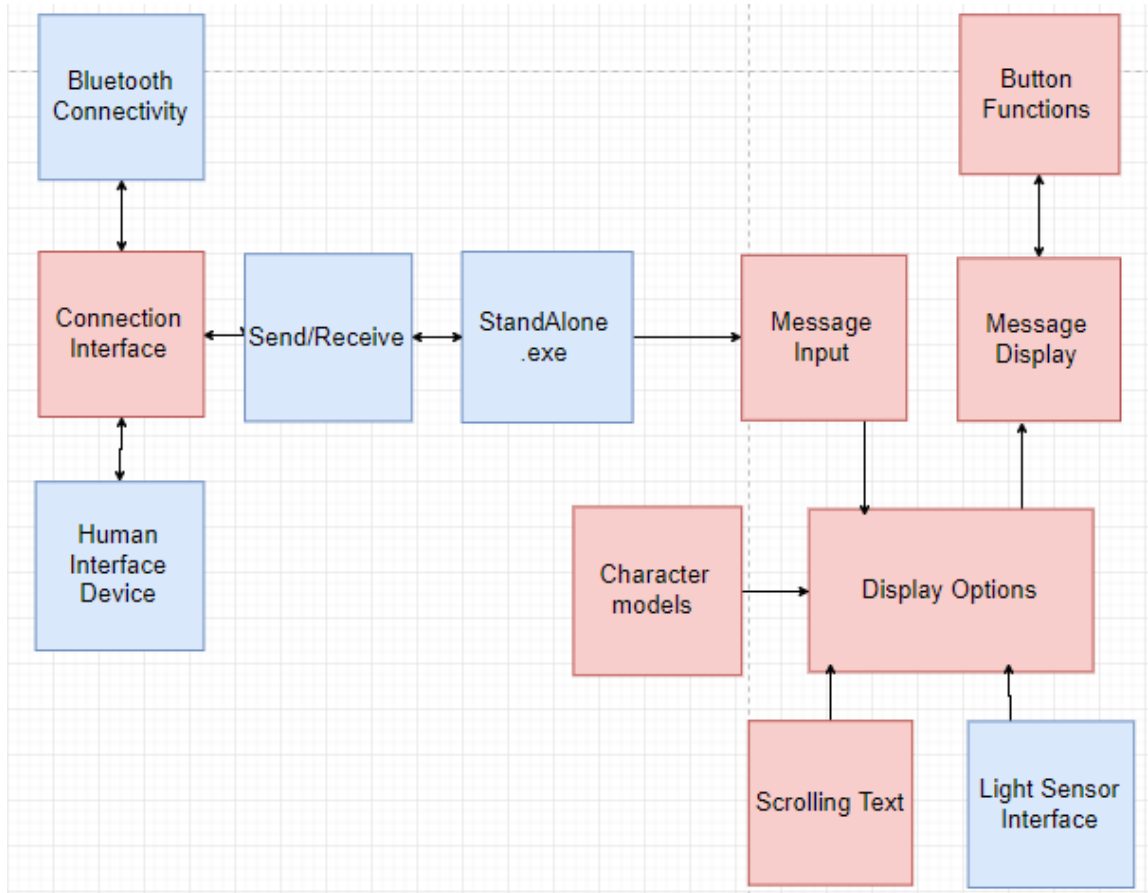 Bluetooth
Connectivity
Button
Functions
Connection
Interface
Send/Receive
StandAlone
.exe
Message
Input
Message
Display
Human
Interface
Device
Character
models
Display Options
Scrolling Text
Light Sensor
Interface